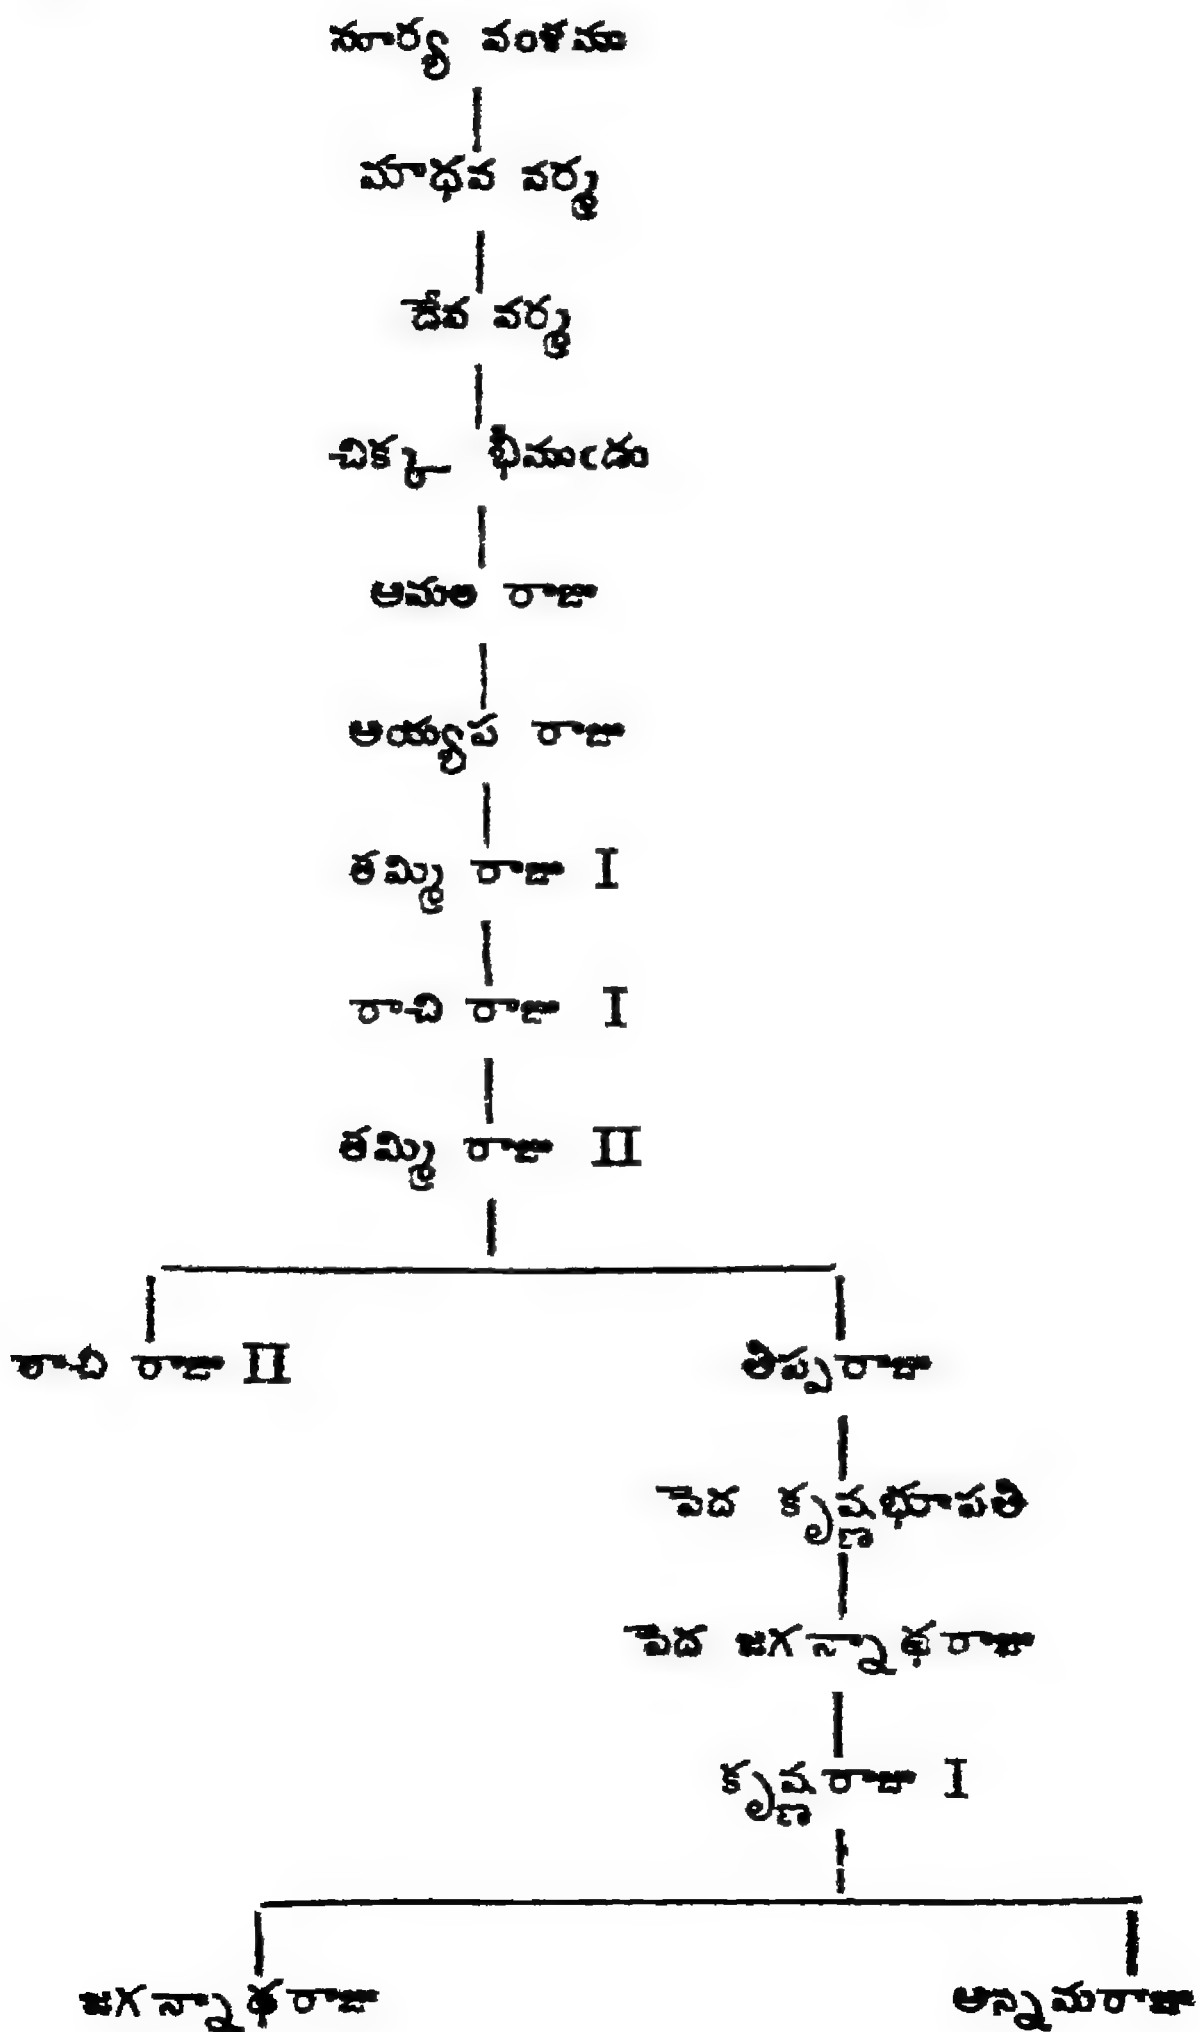 సూర్య వంశము
మాధవ వర్మ
దేవ వర్మ
చిక్క భీముఁడు
ఆమల రాజు
అయ్యప రాజు
తమ్మి రాజు I
రాచి రాజు I
తమ్మి రాజు II
రాచి రాజు II తిప్పరాజు
పెద కృష్ణభూపతి
పెద జగన్నాథరాజు
కృష్ణరాజు I
జగన్నాథరాజు అన్నమరాజు